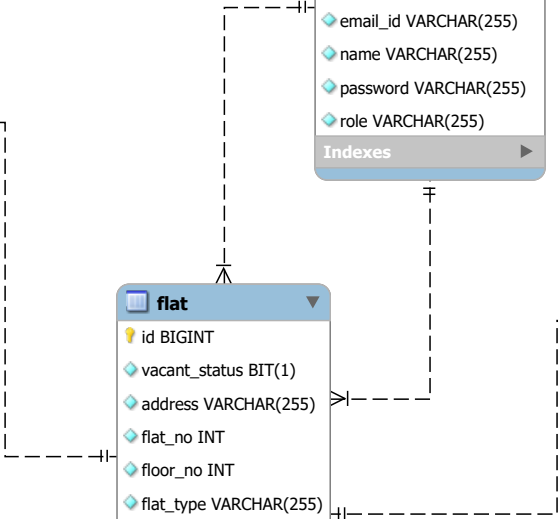 email_id VARCHAR(255)
name VARCHAR(255)
password VARCHAR(255)
role VARCHAR(255)
Indexes
flat
id BIGINT
vacant_status BIT(1)
address VARCHAR(255)
flat_no INT
floor_no INT
flat_type VARCHAR(255)